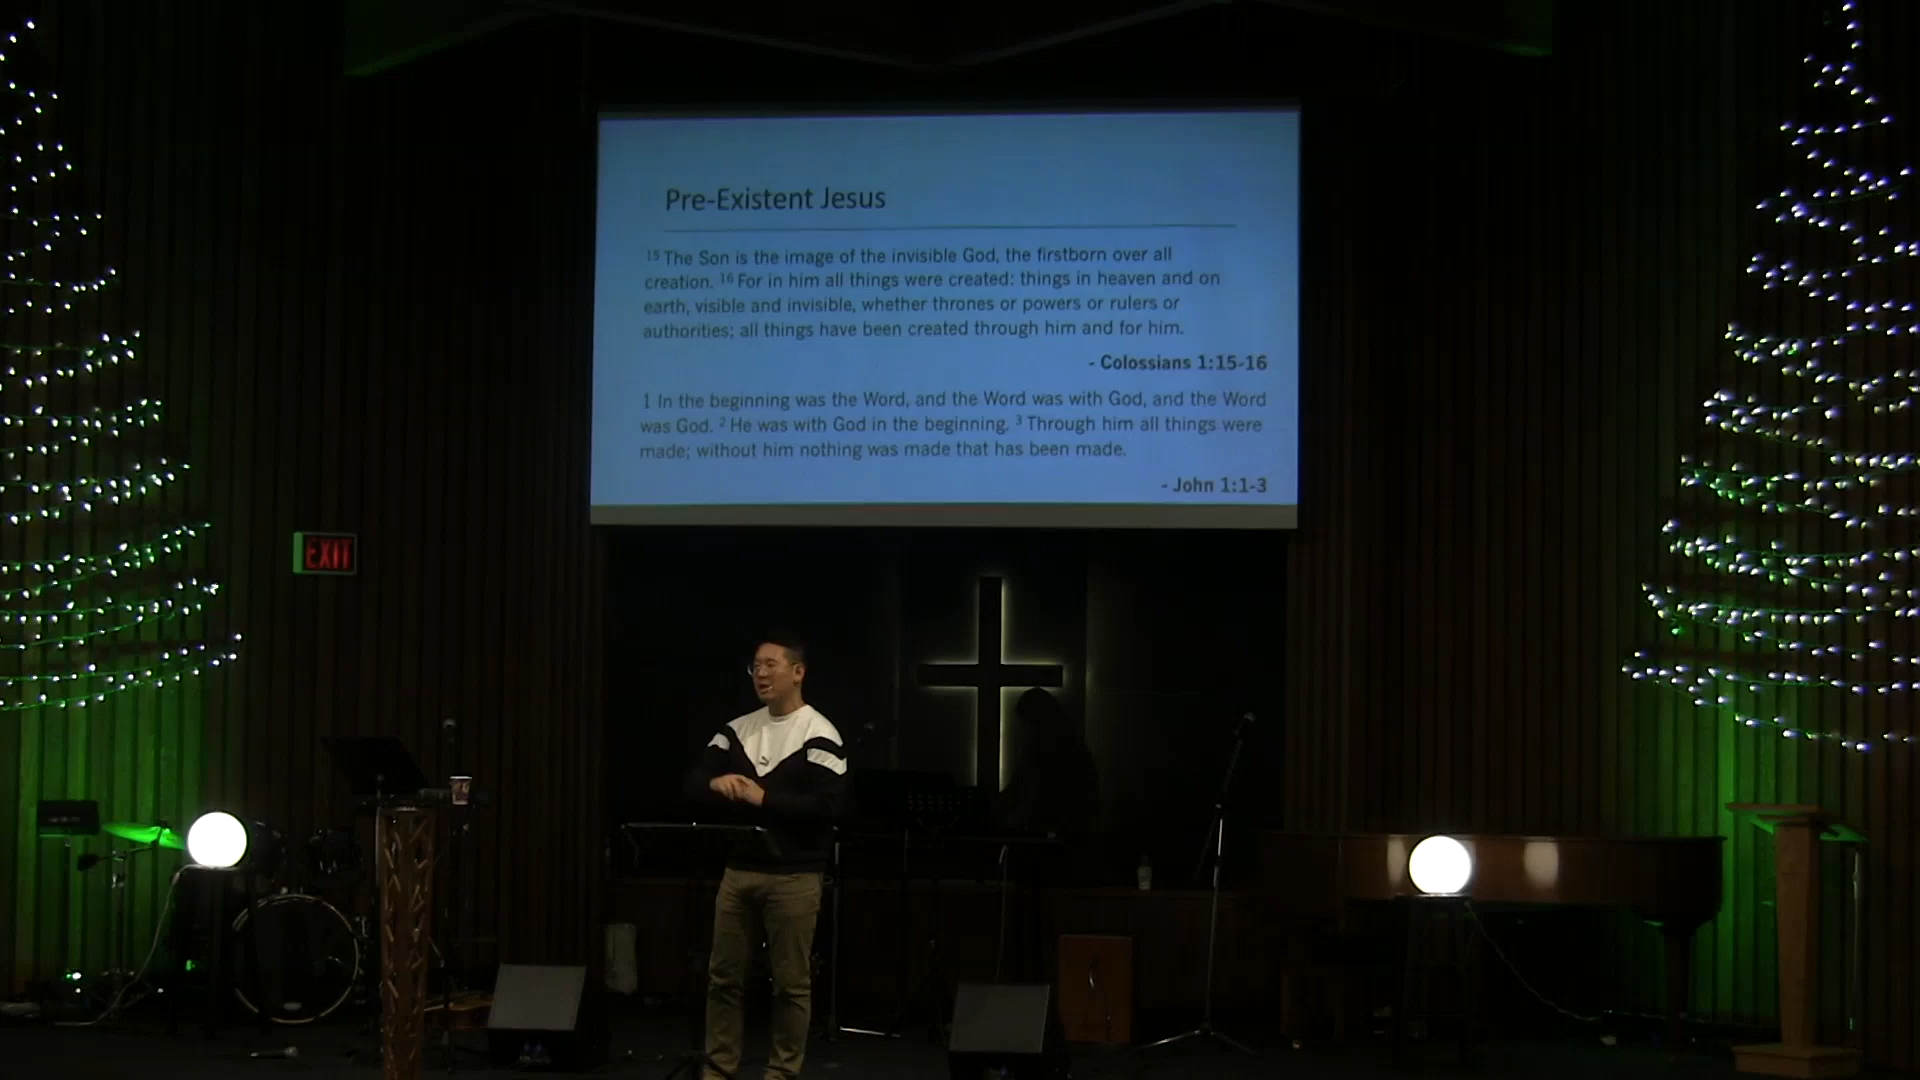 Pre-Existent Jesus
15 The Son is the image of the invisible God, the firstborn over all
creation. 16 For in him all things were created: things in heaven and on
earth, visible and invisible, whether thrones or powers or rulers or
authorities; all things have been created through him and for him.
- Colossians 1:15-16
1 In the beginning was the Word, and the Word was with God, and the Word
was God. 2 He was with God in the beginning. 3 Through him all things were
made; without him nothing was made that has been made.
- John 1:1-3
EXIT